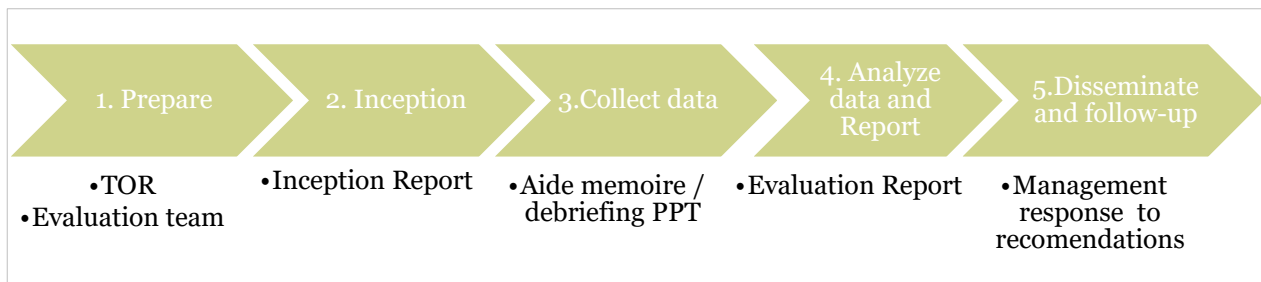 1. Prepare
2. Inception
3.Collect data
4. Analyze
data and
Report
5.Disseminate
and follow-up
•TOR
•Evaluation team
•Inception Report
•Aide memoire /
debriefing PPT
•Evaluation Report
•Management
response to
recomendations